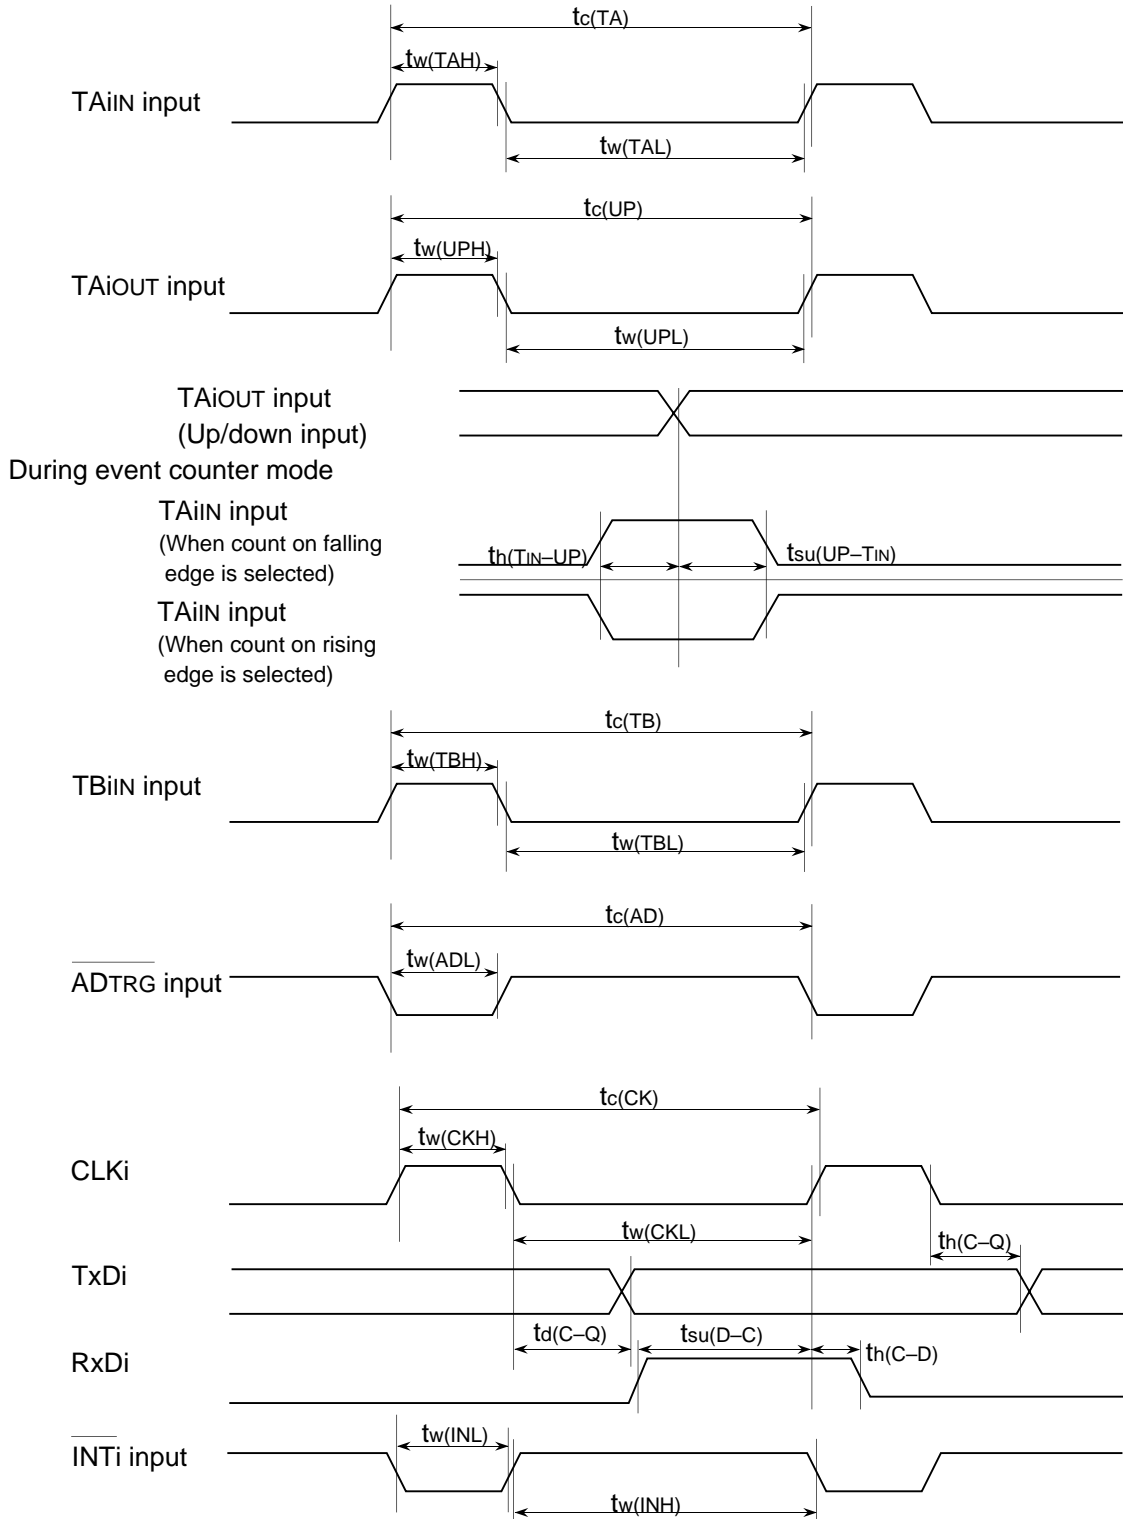 tc(TA)
tw(TAH)
TAiIN input
tw(TAL)
tc(UP)
tw(UPH)
TAiOUT input
tw(UPL)
TAiOUT input
(Up/down input)
During event counter mode
TAiIN input
(When count on falling
edge is selected)
th(TIN–UP)
tsu(UP–TIN)
TAiIN input
(When count on rising
edge is selected)
tc(TB)
tw(TBH)
TBiIN input
tw(TBL)
tc(AD)
tw(ADL)
ADTRG input
tc(CK)
tw(CKH)
CLKi
tw(CKL)
th(C–Q)
TxDi
td(C–Q)
tsu(D–C)
th(C–D)
RxDi
tw(INL)
INTi input
tw(INH)